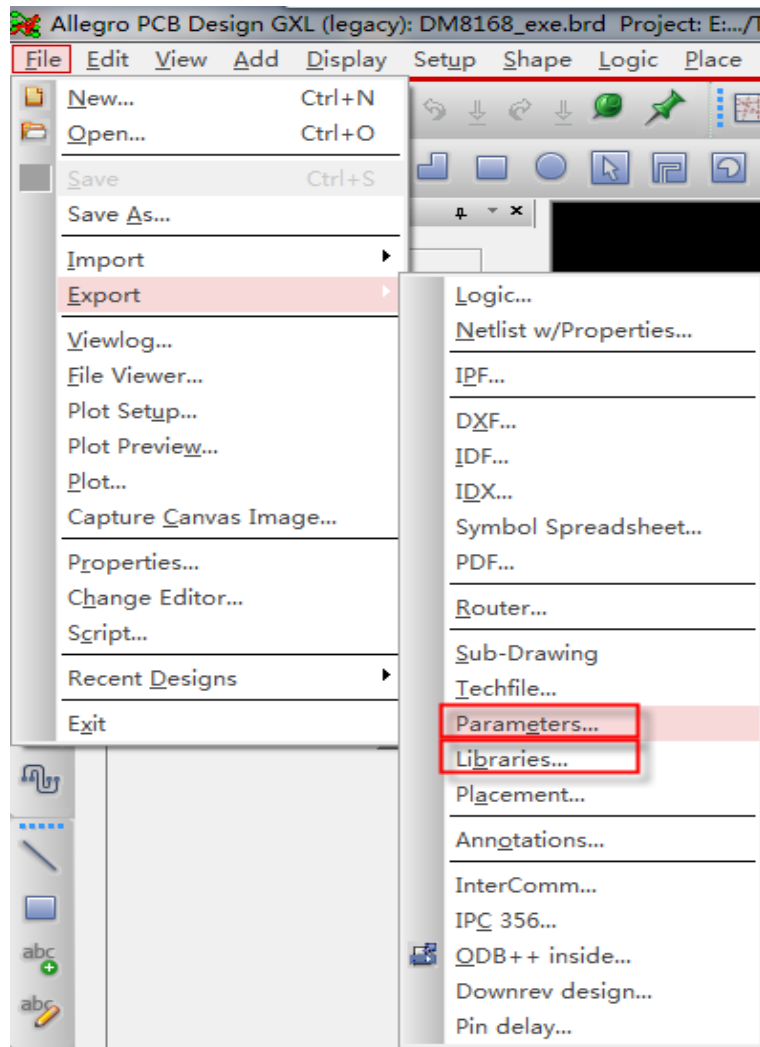 Allegro PCB Design GXL (legacy): DM8168_exe.brd Project: E:.../T
File Edit View Add Display Setup Shape Logic Place
New... Ctrl+N
Open... Ctrl+O
Save Ctrl+S
Save As...
Import
Export
Viewlog...
File Viewer...
Plot Setup...
Plot Preview...
Plot...
Capture Canvas Image...
Properties...
Change Editor...
Script...
Recent Designs
Exit
Logic...
Netlist w/Properties...
IPF...
DXF...
IDF...
IDX...
Symbol Spreadsheet...
PDF...
Router...
Sub-Drawing
Techfile...
Parameters...
Libraries...
Placement...
Annotations...
InterComm...
IPC 356...
ODB++ inside...
Downrev design...
Pin delay...
abc
abc